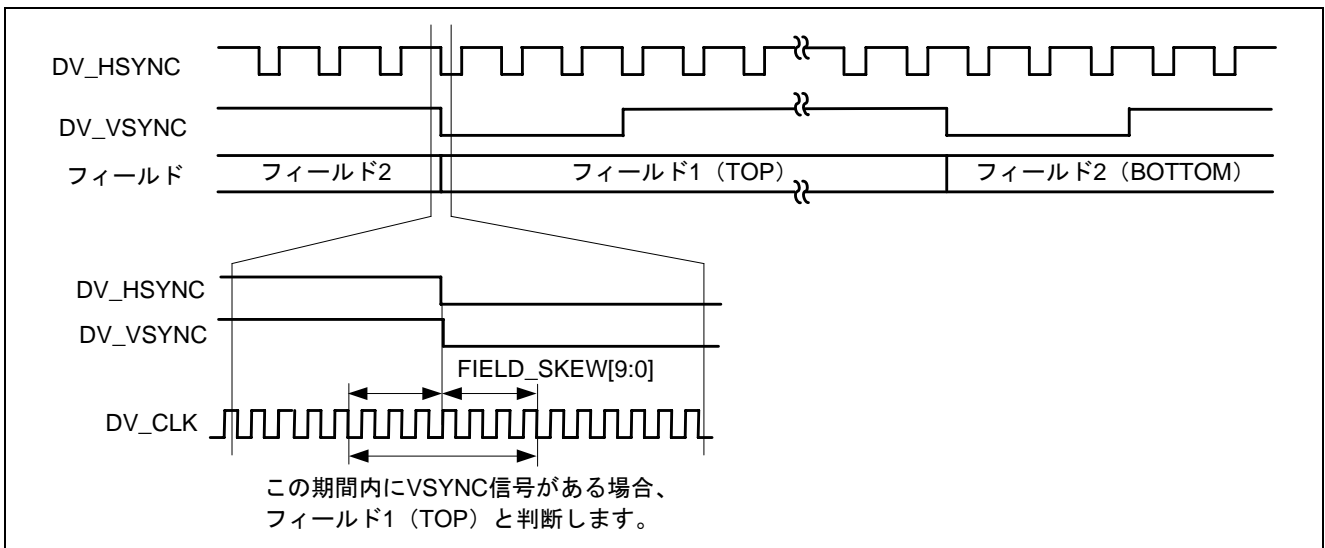 DV_HSYNC
DV_VSYNC
フィールド
フィールド2
フィールド1（TOP）
フィールド2（BOTTOM）
DV_HSYNC
DV_VSYNC
FIELD_SKEW[9:0]
DV_CLK
この期間内にVSYNC信号がある場合、
フィールド1（TOP）と判断します。